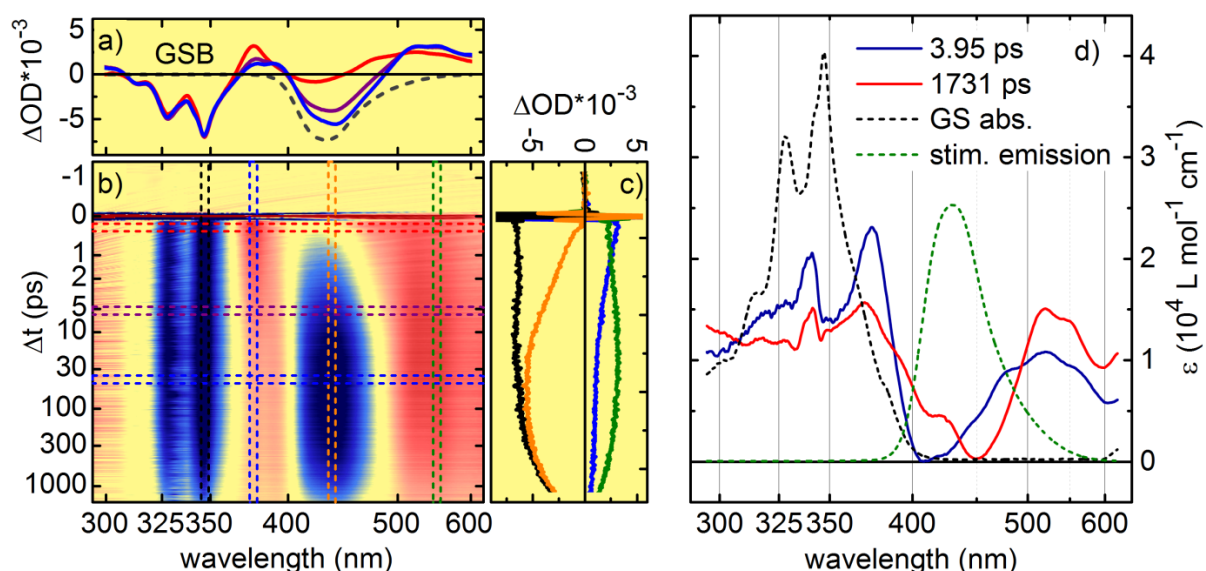 ΔOD*10⁻³
5
0
-5
a)
GSB
ΔOD*10⁻³
-5 0 5
b)
c)
Δt (ps)
-1
0
1
2
5
10
30
100
300
1000
300 325 350 400 500 600
wavelength (nm)
d)
3.95 ps
1731 ps
GS abs.
stim. emission
4
3
2
1
0
ε (10⁴ L mol⁻¹ cm⁻¹)
300 325 350 400 500 600
wavelength (nm)